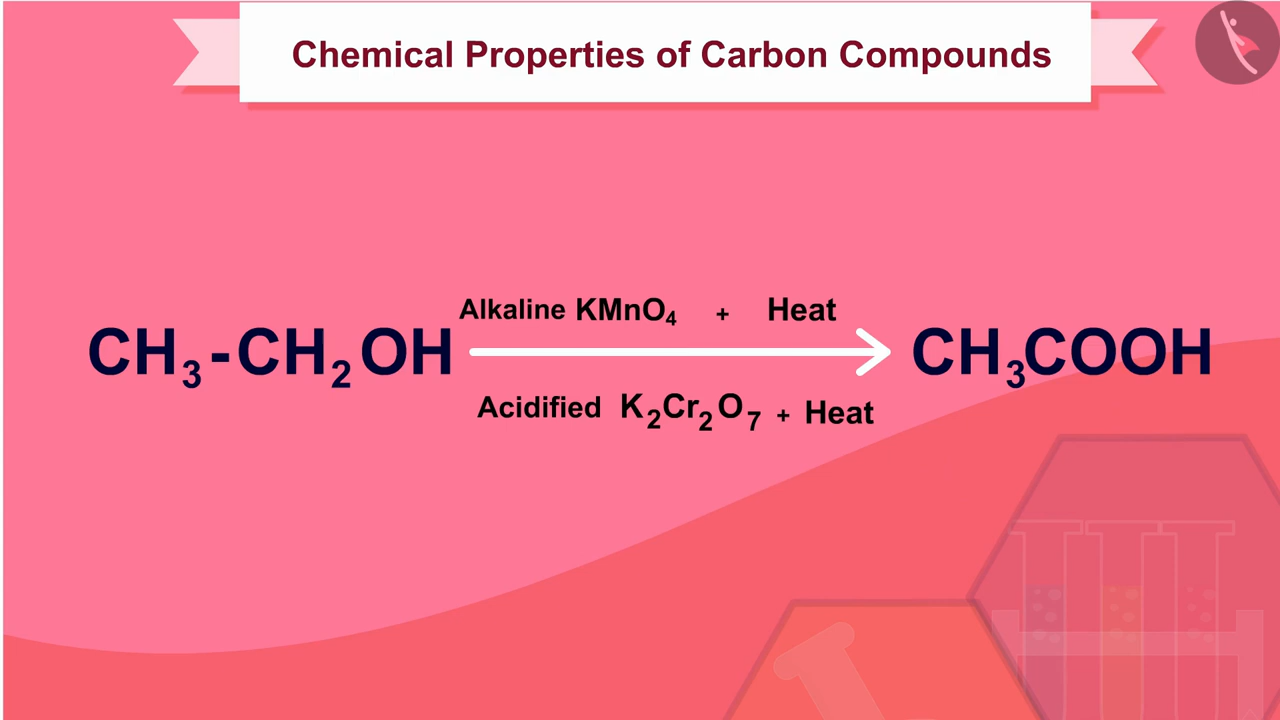 Chemical Properties of Carbon Compounds
Alkaline KMnO₄ + Heat
CH₃-CH₂OH CH₃COOH
Acidified K₂Cr₂O₇ + Heat